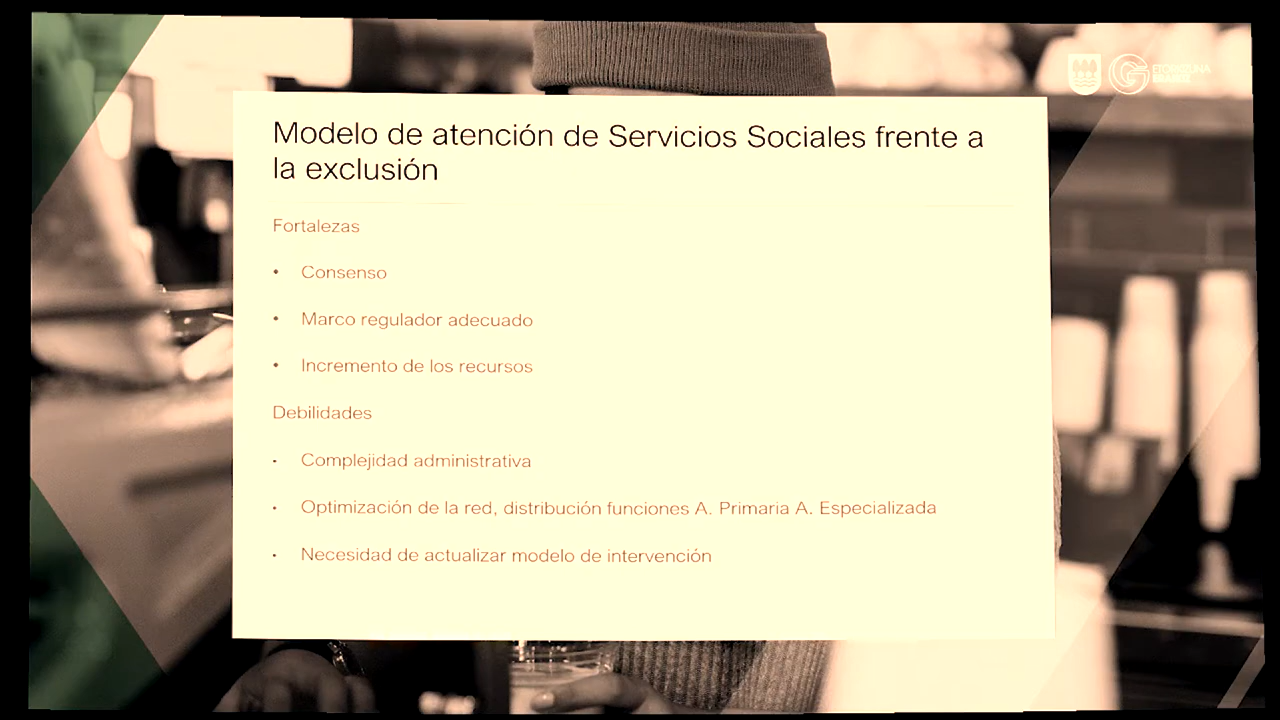 Modelo de atención de Servicios Sociales frente a
la exclusión
Fortalezas
• Consenso
• Marco regulador adecuado
• Incremento de los recursos
Debilidades
• Complejidad administrativa
• Optimización de la red, distribución funciones A. Primaria A. Especializada
• Necesidad de actualizar modelo de intervención